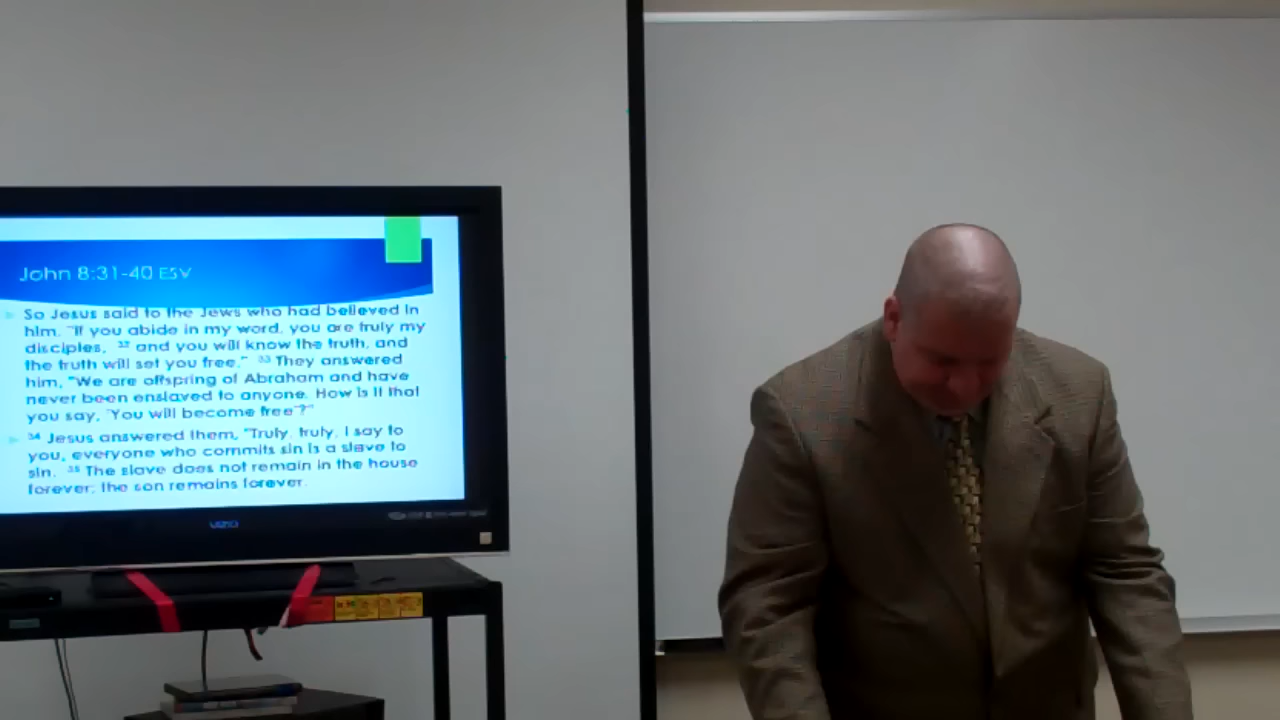 John 8:31-40 ESV
So Jesus said to the Jews who had believed in
him, "If you abide in my word, you are truly my
disciples, 32 and you will know the truth, and
the truth will set you free." 33 They answered
him, "We are offspring of Abraham and have
never been enslaved to anyone. How is it that
you say, 'You will become free'?"
34 Jesus answered them, "Truly, truly, I say to
you, everyone who commits sin is a slave to
sin. 35 The slave does not remain in the house
forever; the son remains forever.
VIZIO